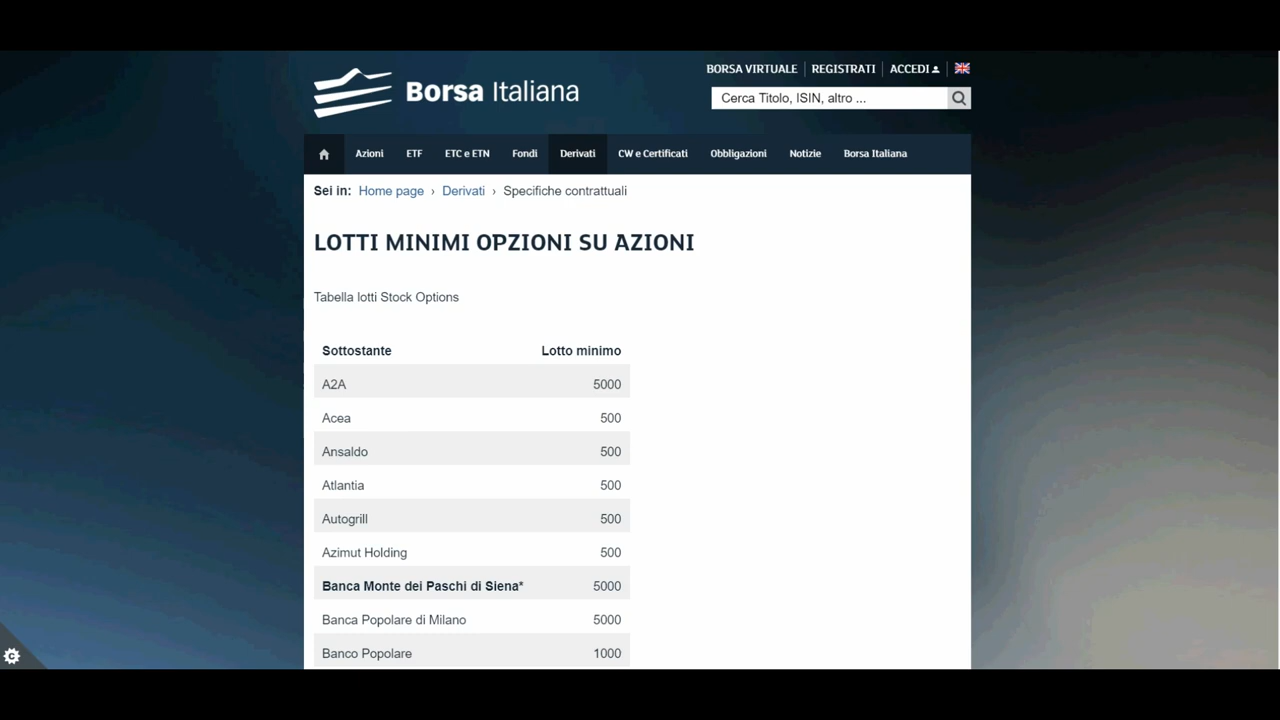 BORSA VIRTUALE REGISTRATI ACCEDI
Borsa Italiana
Cerca Titolo, ISIN, altro ...
Azioni ETF ETC e ETN Fondi Derivati CW e Certificati Obbligazioni Notizie Borsa Italiana
Sei in: Home page › Derivati › Specifiche contrattuali
LOTTI MINIMI OPZIONI SU AZIONI
Tabella lotti Stock Options
Sottostante Lotto minimo
A2A 5000
Acea 500
Ansaldo 500
Atlantia 500
Autogrill 500
Azimut Holding 500
Banca Monte dei Paschi di Siena* 5000
Banca Popolare di Milano 5000
Banco Popolare 1000